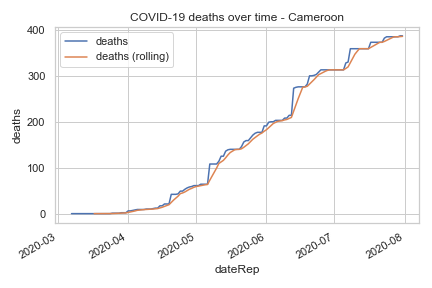 COVID-19 deaths over time - Cameroon
deaths
deaths (rolling)
400
300
200
100
0
deaths
2020-03
2020-04
2020-05
2020-06
2020-07
2020-08
dateRep